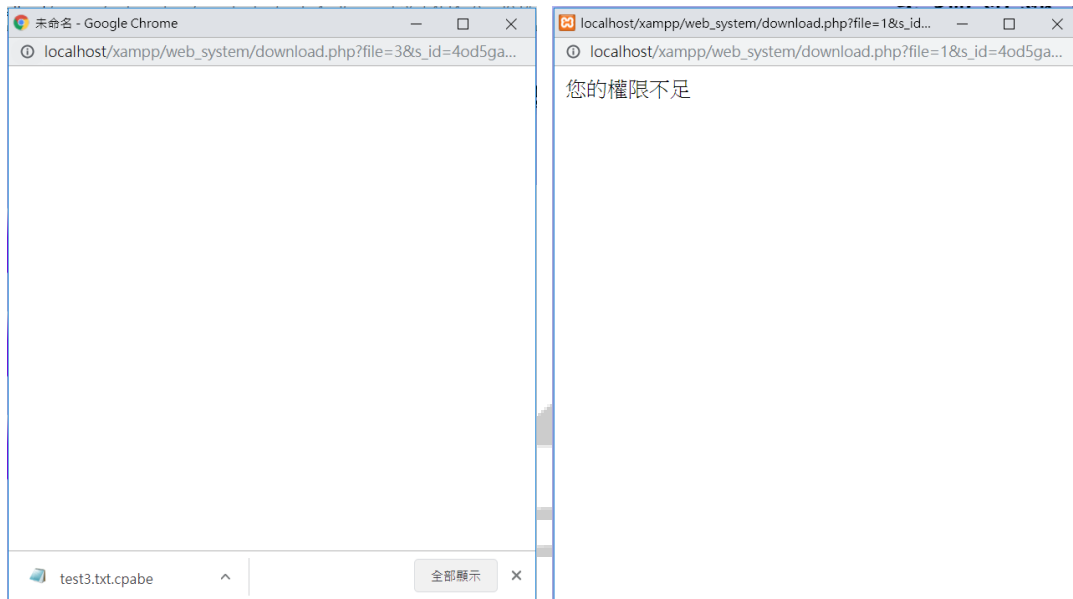 未命名 - Google Chrome
localhost/xampp/web_system/download.php?file=3&s_id=4od5ga...
test3.txt.cpabe
全部顯示
localhost/xampp/web_system/download.php?file=1&s_id...
localhost/xampp/web_system/download.php?file=1&s_id=4od5ga...
您的權限不足